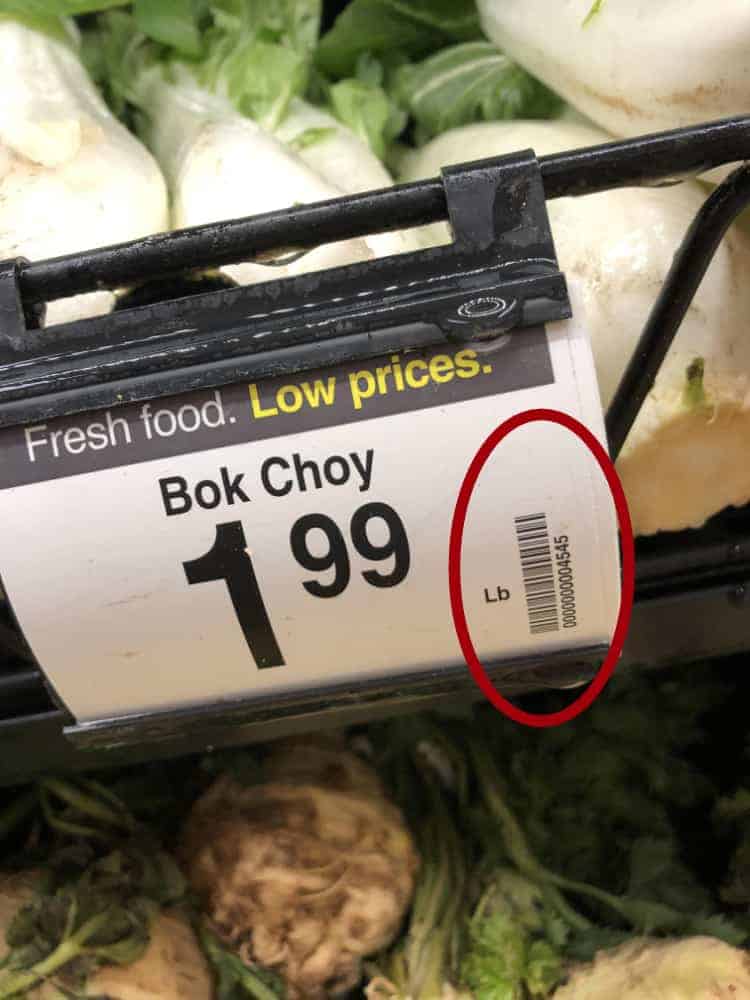 Fresh food. Low prices.
Bok Choy
1 99
Lb
0000000004545